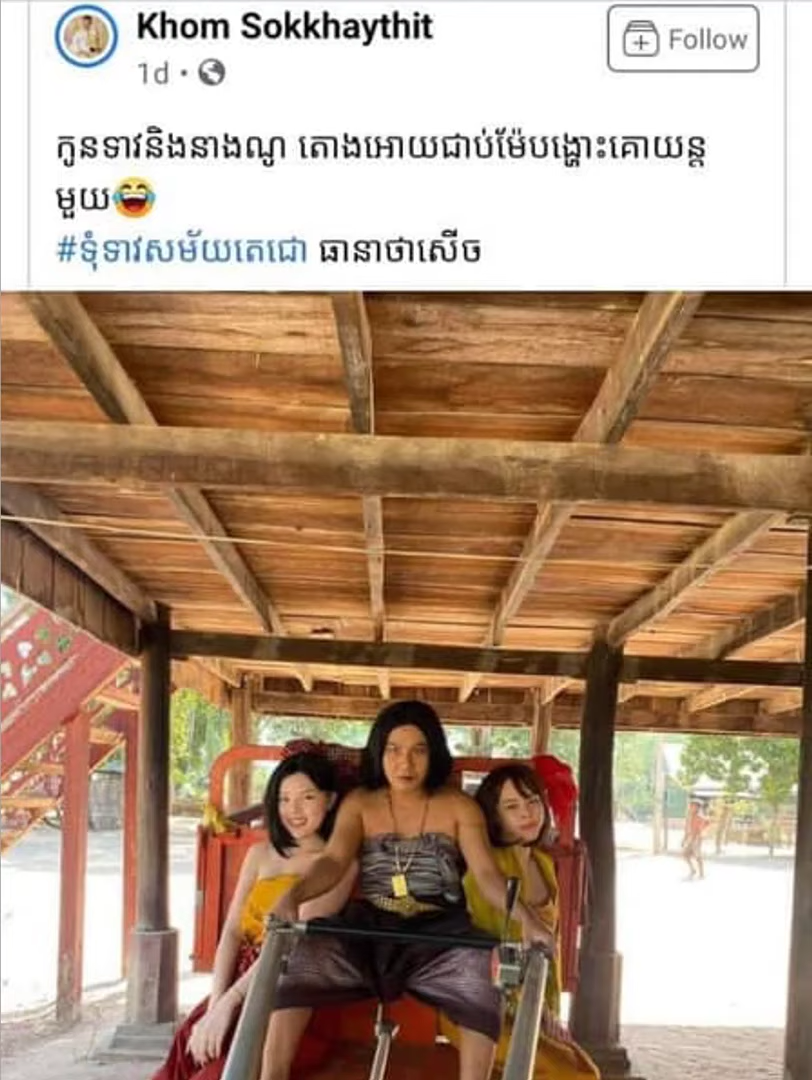 Khom Sokkhaythit
Follow
1d
កូនទាវនិងនាងណូ តោងអោយជាប់ម៉ែបង្ហោះគោយន្ត
មួយ😂
#ទុំទាវសម័យតេជោ ធានាថាសើច